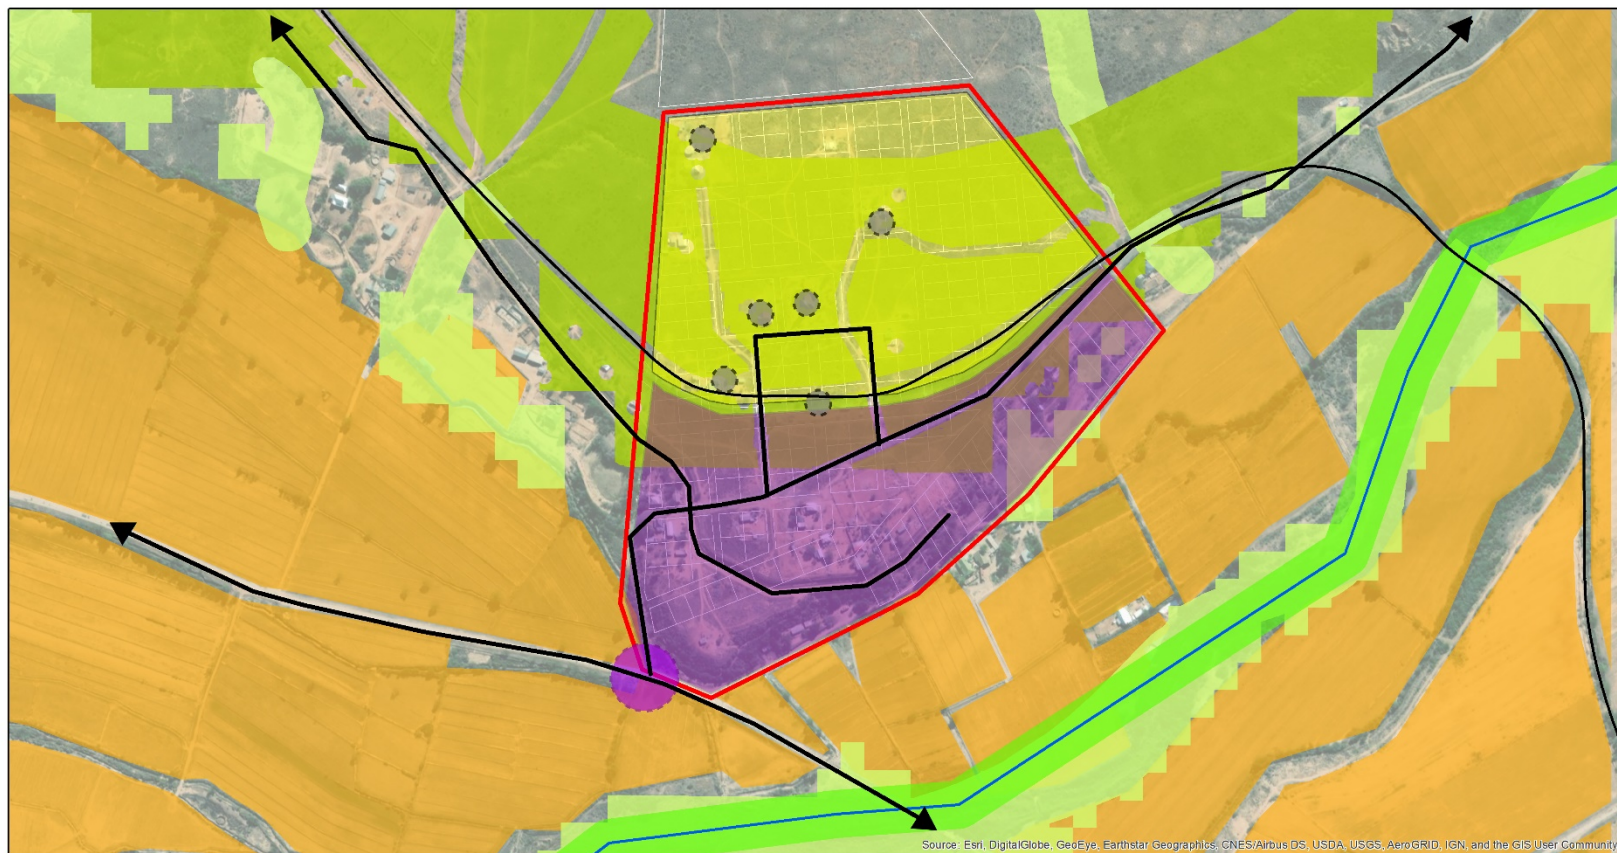 Source: Esri, DigitalGlobe, GeoEye, Earthstar Geographics, CNES/Airbus DS, USDA, USGS, AeroGRID, IGN, and the GIS User Community